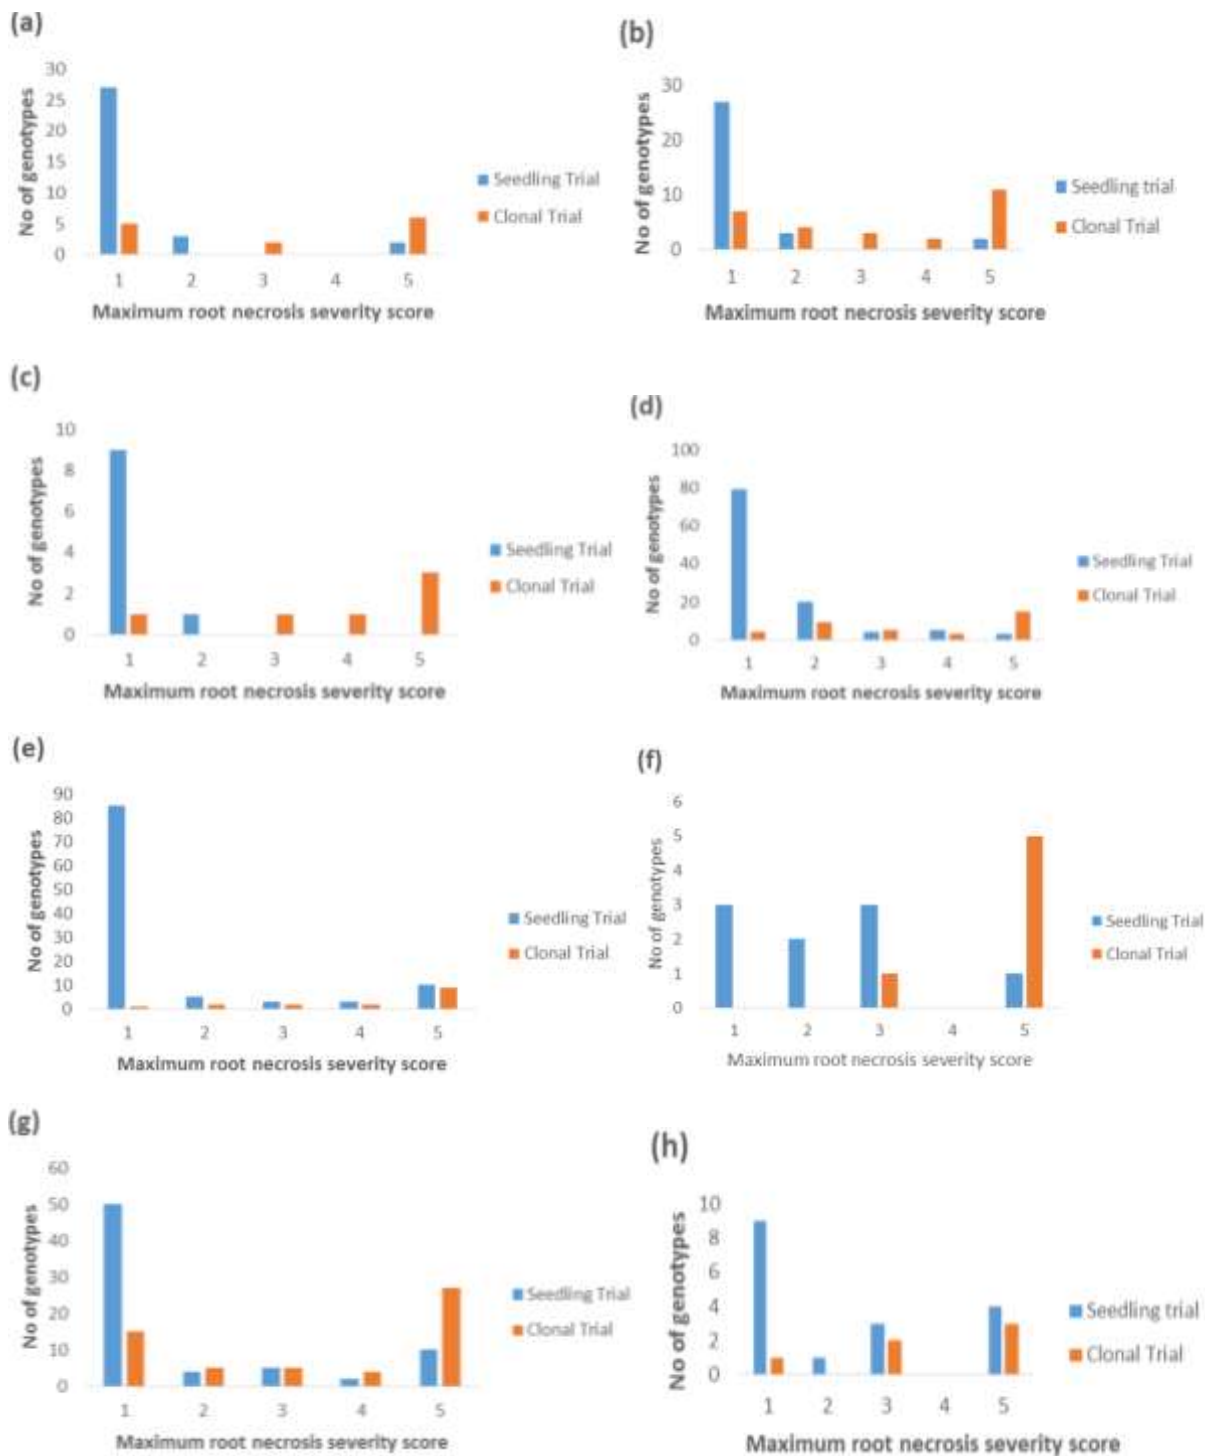 (a)
30
25
20
15
10
5
0
No of genotypes
1 2 3 4 5
Maximum root necrosis severity score
Seedling Trial
Clonal Trial
(b)
30
20
10
0
No of genotypes
1 2 3 4 5
Maximum root necrosis severity score
Seedling trial
Clonal Trial
(c)
10
8
6
4
2
0
No of genotypes
1 2 3 4 5
Maximum root necrosis severity score
Seedling Trial
Clonal Trial
(d)
100
80
60
40
20
0
No of genotypes
1 2 3 4 5
Maximum root necrosis severity score
Seedling Trial
Clonal Trial
(e)
90
80
70
60
50
40
30
20
10
0
No of genotypes
1 2 3 4 5
Maximum root necrosis severity score
Seedling Trial
Clonal Trial
(f)
6
5
4
3
2
1
0
No of genotypes
1 2 3 4 5
Maximum root necrosis severity score
Seedling Trial
Clonal Trial
(g)
60
50
40
30
20
10
0
No of genotypes
1 2 3 4 5
Maximum root necrosis severity score
Seedling Trial
Clonal Trial
(h)
10
8
6
4
2
0
No of genotypes
1 2 3 4 5
Maximum root necrosis severity score
Seedling trial
Clonal Trial